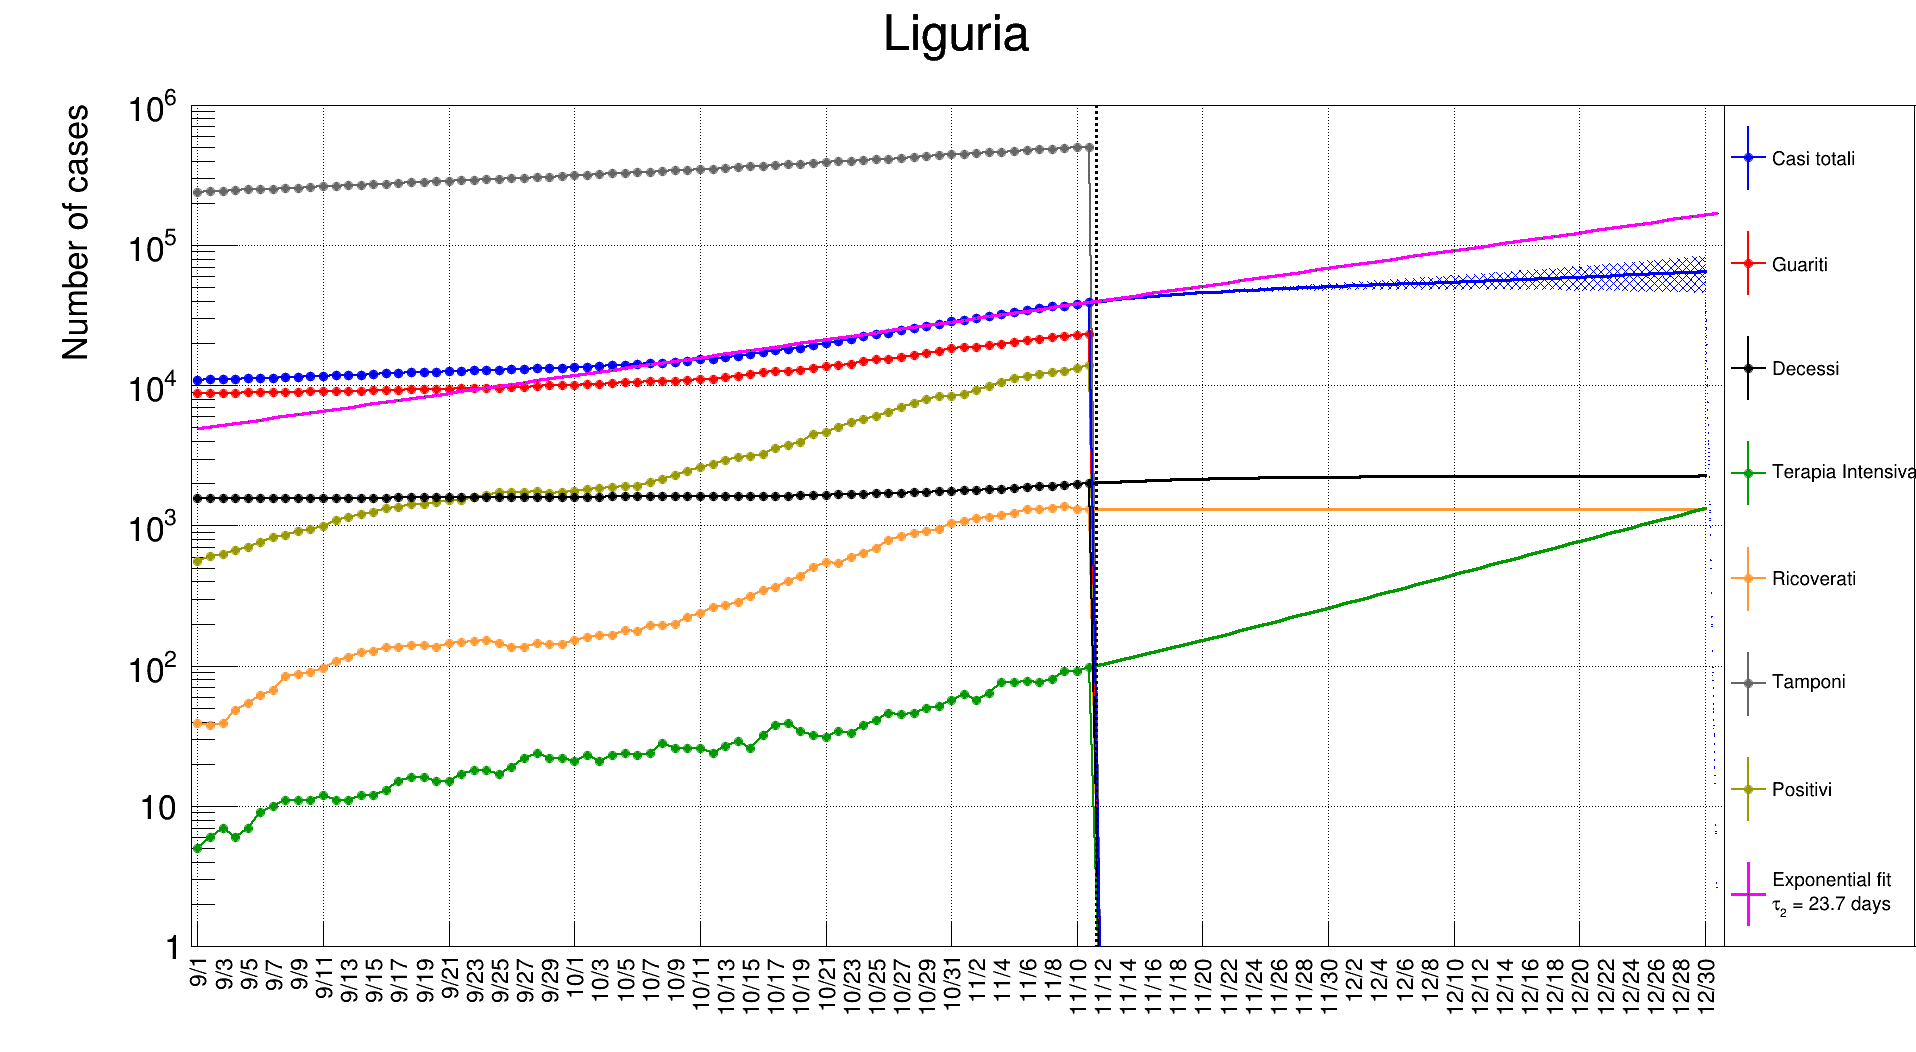 Liguria
Number of cases
10^6
10^5
10^4
10^3
10^2
10
1
9/1 9/3 9/5 9/7 9/9 9/11 9/13 9/15 9/17 9/19 9/21 9/23 9/25 9/27 9/29 10/1 10/3 10/5 10/7 10/9 10/11 10/13 10/15 10/17 10/19 10/21 10/23 10/25 10/27 10/29 10/31 11/2 11/4 11/6 11/8 11/10 11/12 11/14 11/16 11/18 11/20 11/22 11/24 11/26 11/28 11/30 12/2 12/4 12/6 12/8 12/10 12/12 12/14 12/16 12/18 12/20 12/22 12/24 12/26 12/28 12/30
Casi totali
Guariti
Decessi
Terapia Intensiva
Ricoverati
Tamponi
Positivi
Exponential fit
τ_2 = 23.7 days